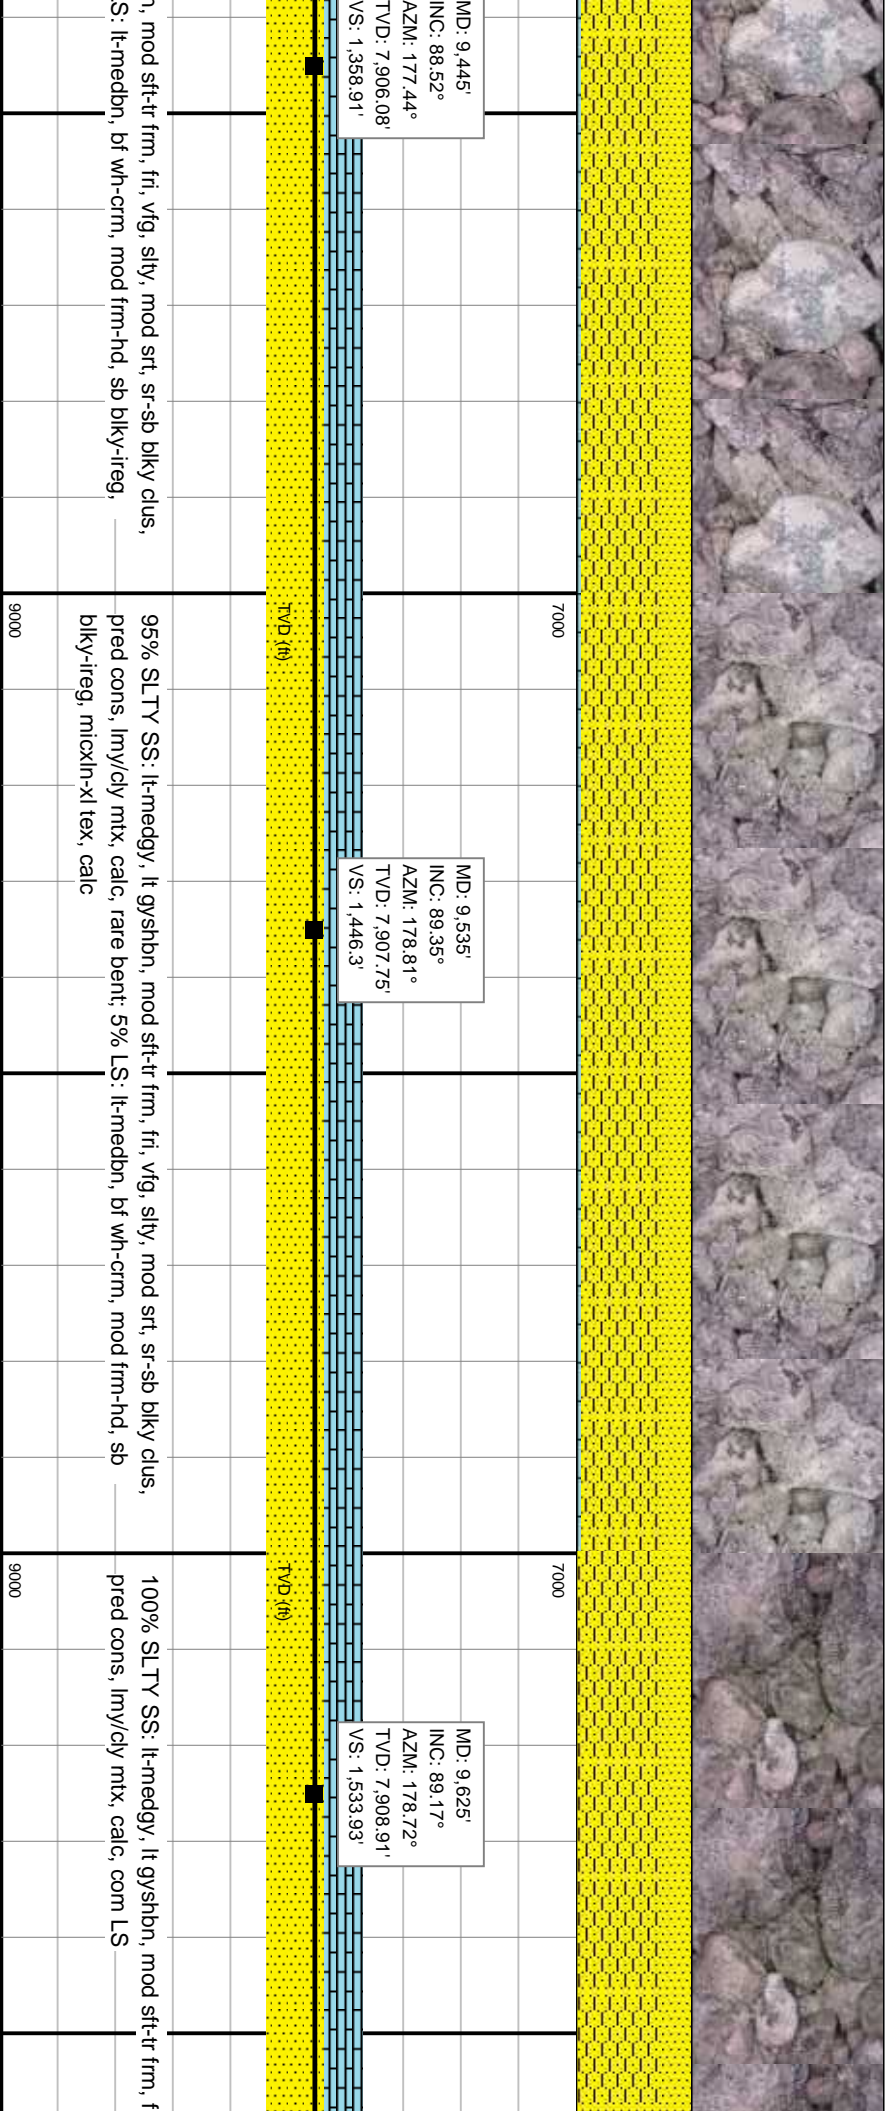 MD: 9,445'
INC: 88.52°
AZM: 177.44°
TVD: 7,906.08'
VS: 1,358.91'
mod sft-tr frm, fri, vfg, slty, mod srt, sr-sb blky clus,
LS: lt-medbn, bf wh-crm, mod frm-hd, sb blky-ireg,
7000
TVD (ft)
9000
95% SLTY SS: lt-medgy, lt gyshbn, mod sft-tr frm, fri, vfg, slty, mod srt, sr-sb blky clus,
pred cons, lmy/cly mtx, calc, rare bent; 5% LS: lt-medbn, bf wh-crm, mod frm-hd, sb
blky-ireg, micxln-xl tex, calc
MD: 9,535'
INC: 89.35°
AZM: 178.81°
TVD: 7,907.75'
VS: 1,446.3'
7000
TVD (ft)
9000
100% SLTY SS: lt-medgy, lt gyshbn, mod sft-tr frm, f
pred cons, lmy/cly mtx, calc, com LS
MD: 9,625'
INC: 89.17°
AZM: 178.72°
TVD: 7,908.91'
VS: 1,533.93'